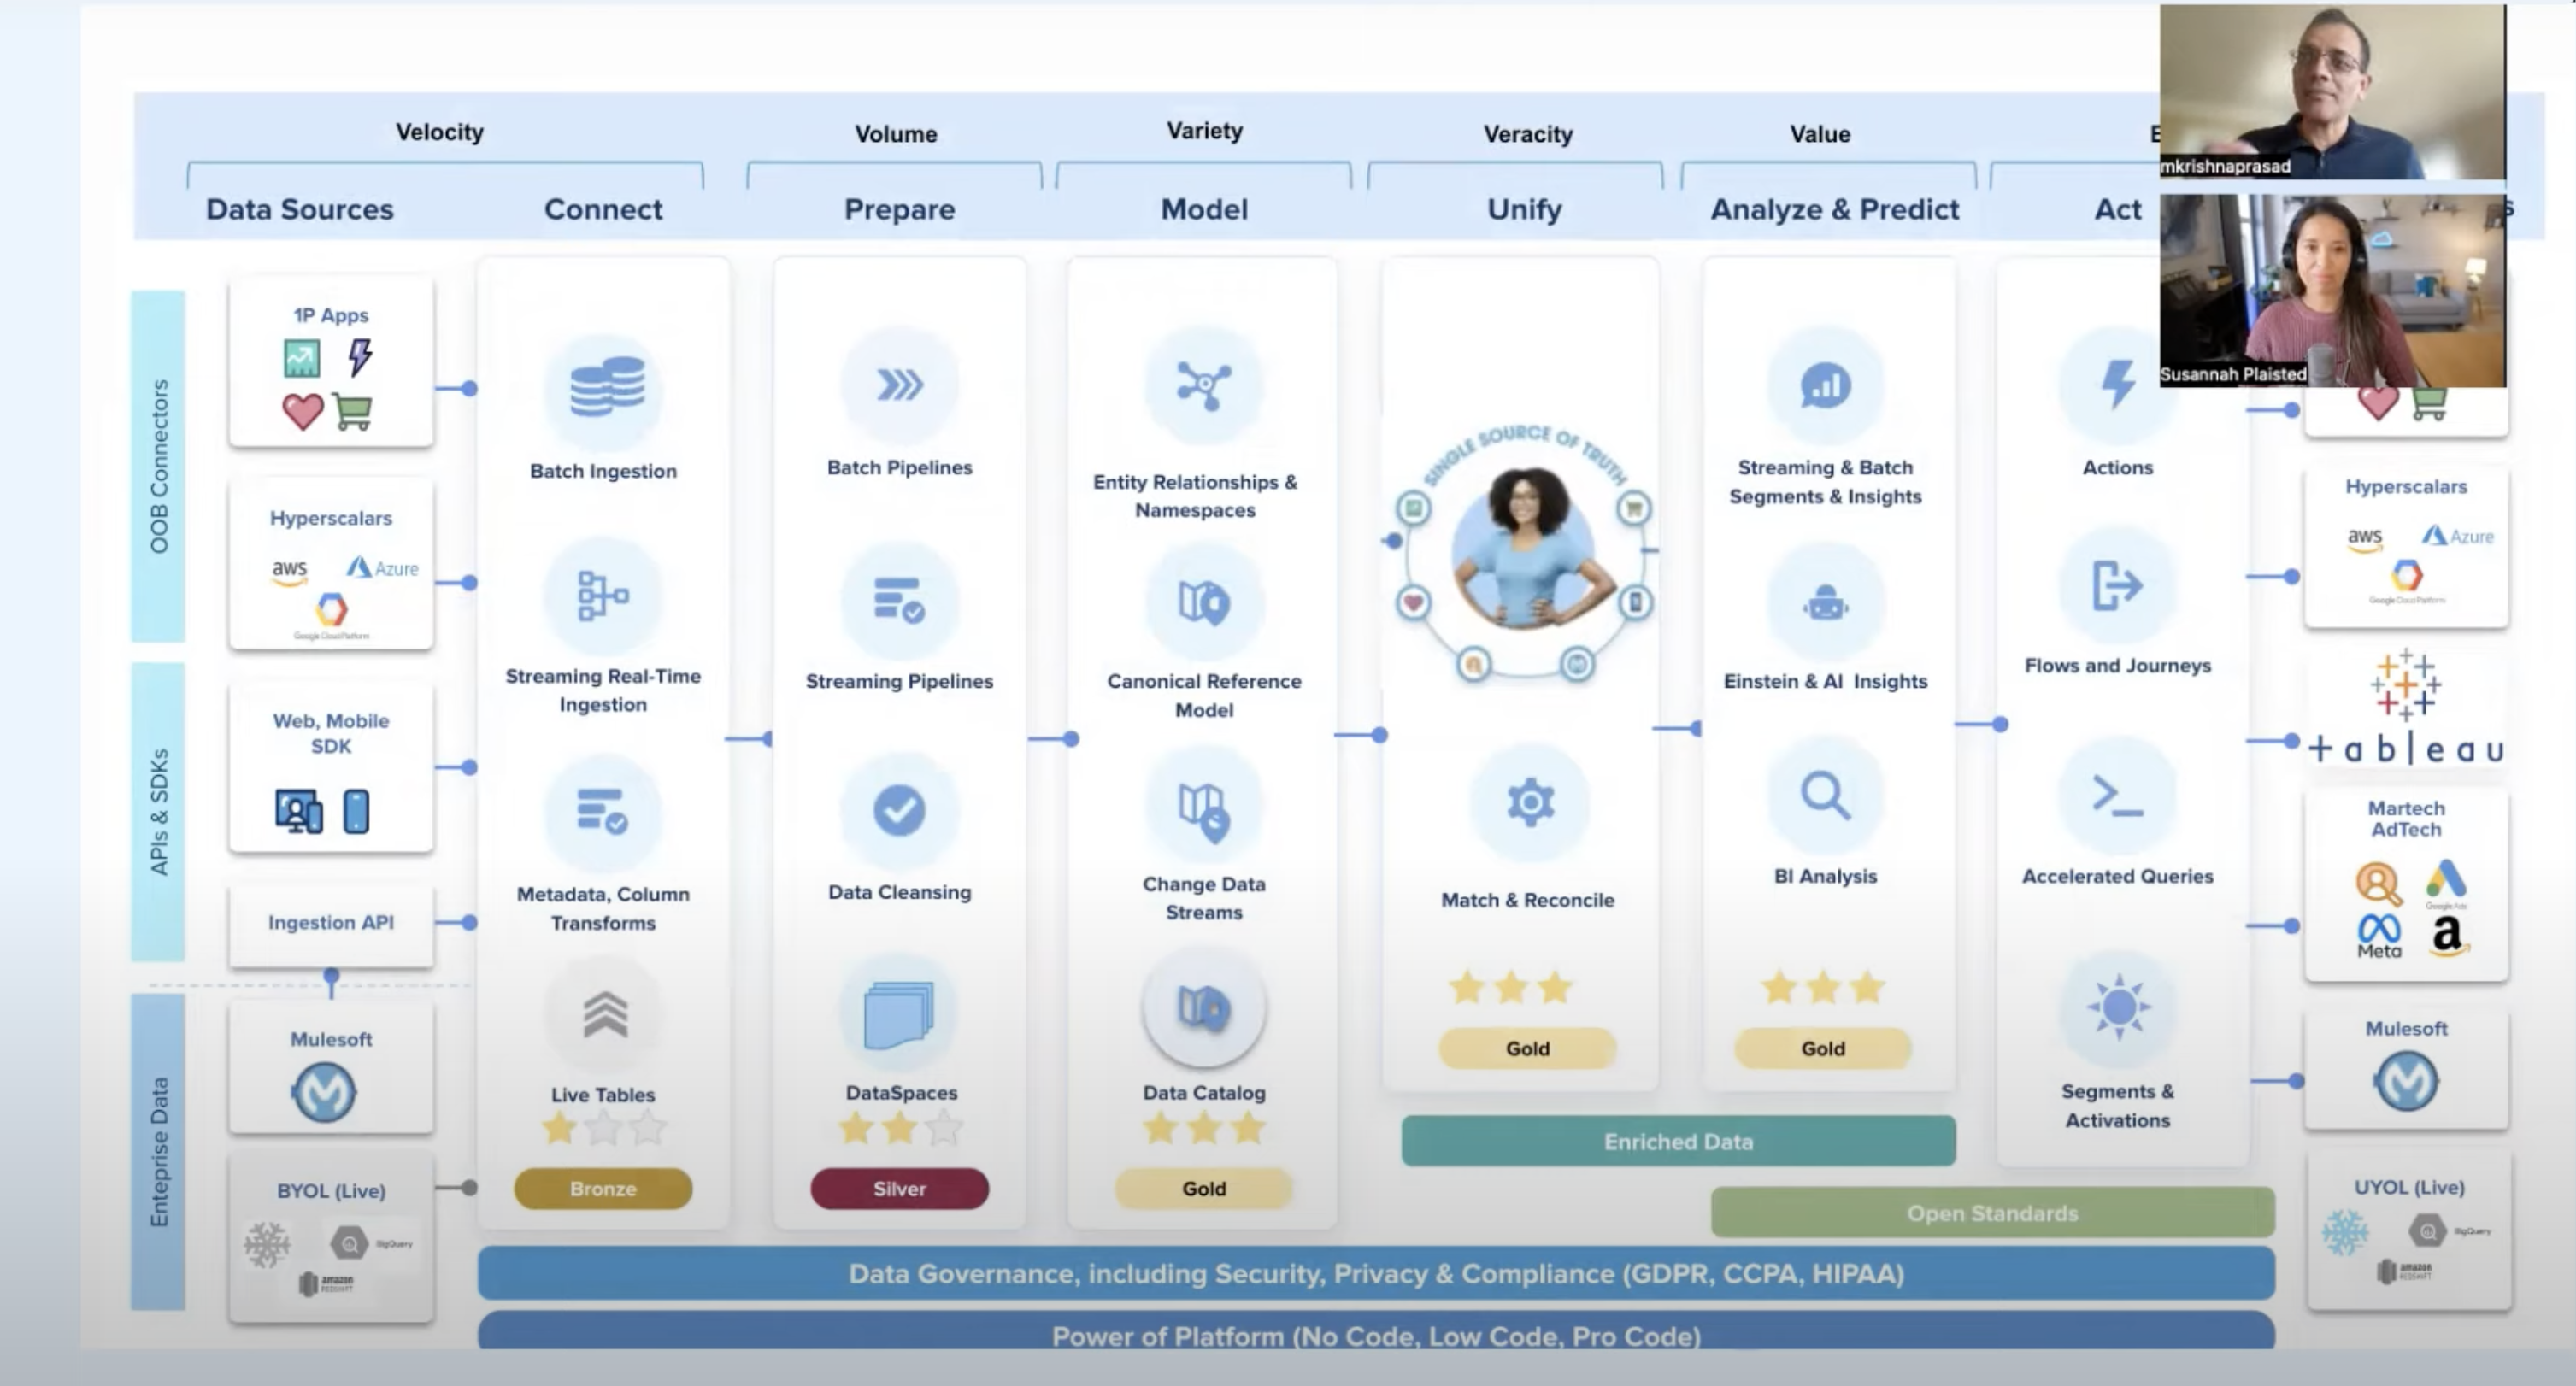 Velocity
Volume
Variety
Veracity
Value
Data Sources
Connect
Prepare
Model
Unify
Analyze & Predict
Act
mkrishnaprasad
Susannah Plaisted
OOB Connectors
APIs & SDKs
Enteprise Data
1P Apps
Hyperscalars
aws
Azure
Google Cloud Platform
Web, Mobile
SDK
Ingestion API
Mulesoft
BYOL (Live)
BigQuery
amazon
REDSHIFT
Batch Ingestion
Streaming Real-Time
Ingestion
Metadata, Column
Transforms
Live Tables
Bronze
Batch Pipelines
Streaming Pipelines
Data Cleansing
DataSpaces
Silver
Entity Relationships &
Namespaces
Canonical Reference
Model
Change Data
Streams
Data Catalog
Gold
SINGLE SOURCE OF TRUTH
Match & Reconcile
Gold
Streaming & Batch
Segments & Insights
Einstein & AI Insights
BI Analysis
Gold
Actions
Flows and Journeys
Accelerated Queries
Segments &
Activations
Hyperscalars
aws
Azure
Google Cloud Platform
+ableau
Martech
AdTech
Google Ads
Meta
Mulesoft
UYOL (Live)
BigQuery
amazon
REDSHIFT
Enriched Data
Open Standards
Data Governance, including Security, Privacy & Compliance (GDPR, CCPA, HIPAA)
Power of Platform (No Code, Low Code, Pro Code)